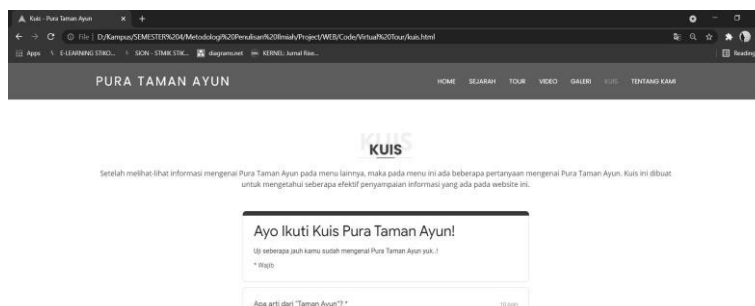 Kuis - Pura Taman Ayun
File | D:/Kampus/SEMESTER%204/Metodologi%20Penulisan%20Ilmiah/Project/WEB/Code/Virtual%20Tour/kuis.html
Apps E-LEARNING STIKO... SION - STMIK STIK... diagrams.net KERNEL: Jurnal Rise... Reading
PURA TAMAN AYUN HOME SEJARAH TOUR VIDEO GALERI KUIS TENTANG KAMI
KUIS
KUIS
Setelah melihat-lihat informasi mengenai Pura Taman Ayun pada menu lainnya, maka pada menu ini ada beberapa pertanyaan mengenai Pura Taman Ayun. Kuis ini dibuat
untuk mengetahui seberapa efektif penyampaian informasi yang ada pada website ini.
Ayo Ikuti Kuis Pura Taman Ayun!
Uji seberapa jauh kamu sudah mengenal Pura Taman Ayun yuk..!
* Wajib
Apa arti dari "Taman Ayun"? * 10 poin